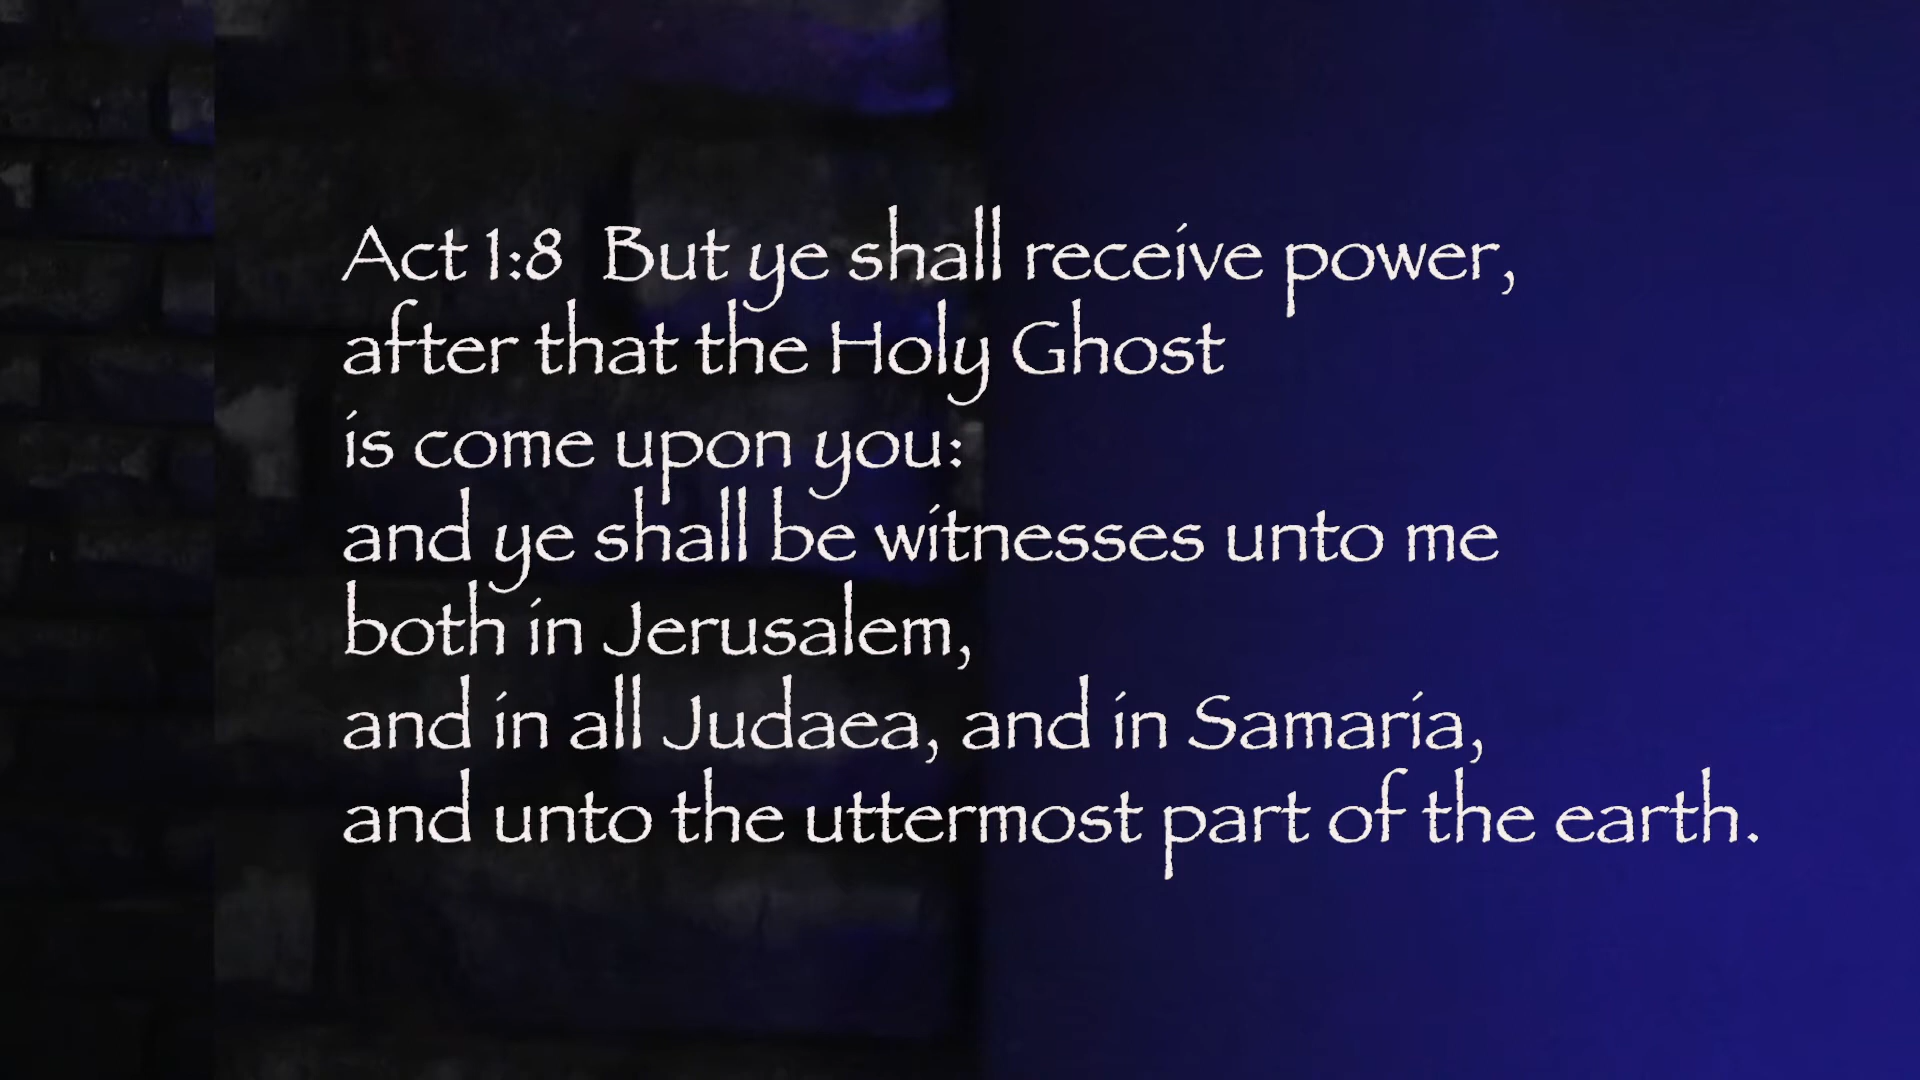 Act 1:8  But ye shall receive power,
after that the Holy Ghost
is come upon you:
and ye shall be witnesses unto me
both in Jerusalem,
and in all Judaea, and in Samaria,
and unto the uttermost part of the earth.